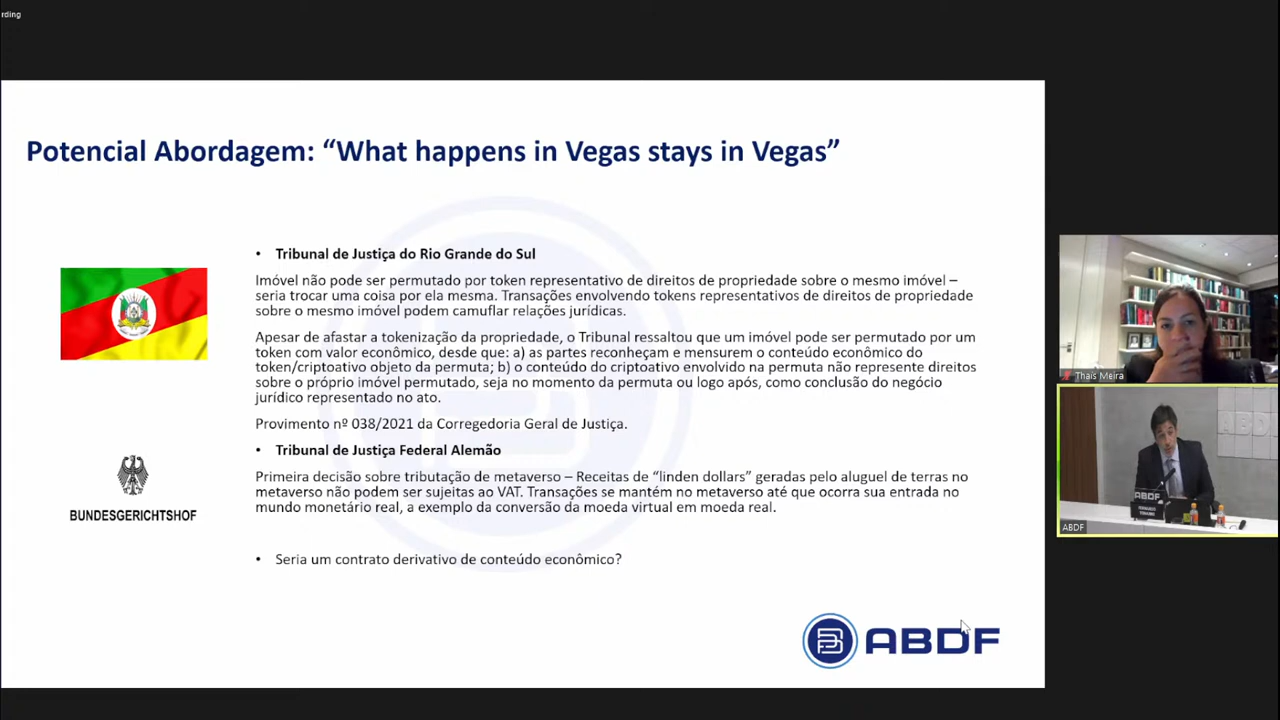 rding
Potencial Abordagem: “What happens in Vegas stays in Vegas”
• Tribunal de Justiça do Rio Grande do Sul
Imóvel não pode ser permutado por token representativo de direitos de propriedade sobre o mesmo imóvel –
seria trocar uma coisa por ela mesma. Transações envolvendo tokens representativos de direitos de propriedade
sobre o mesmo imóvel podem camuflar relações jurídicas.
Apesar de afastar a tokenização da propriedade, o Tribunal ressaltou que um imóvel pode ser permutado por um
token com valor econômico, desde que: a) as partes reconheçam e mensurem o conteúdo econômico do
token/criptoativo objeto da permuta; b) o conteúdo do criptoativo envolvido na permuta não represente direitos
sobre o próprio imóvel permutado, seja no momento da permuta ou logo após, como conclusão do negócio
jurídico representado no ato.
Provimento nº 038/2021 da Corregedoria Geral de Justiça.
• Tribunal de Justiça Federal Alemão
Primeira decisão sobre tributação de metaverso – Receitas de “linden dollars” geradas pelo aluguel de terras no
metaverso não podem ser sujeitas ao VAT. Transações se mantém no metaverso até que ocorra sua entrada no
mundo monetário real, a exemplo da conversão da moeda virtual em moeda real.
BUNDESGERICHTSHOF
• Seria um contrato derivativo de conteúdo econômico?
ABDF
Thais Meira
ABD
ABDF
ABDF